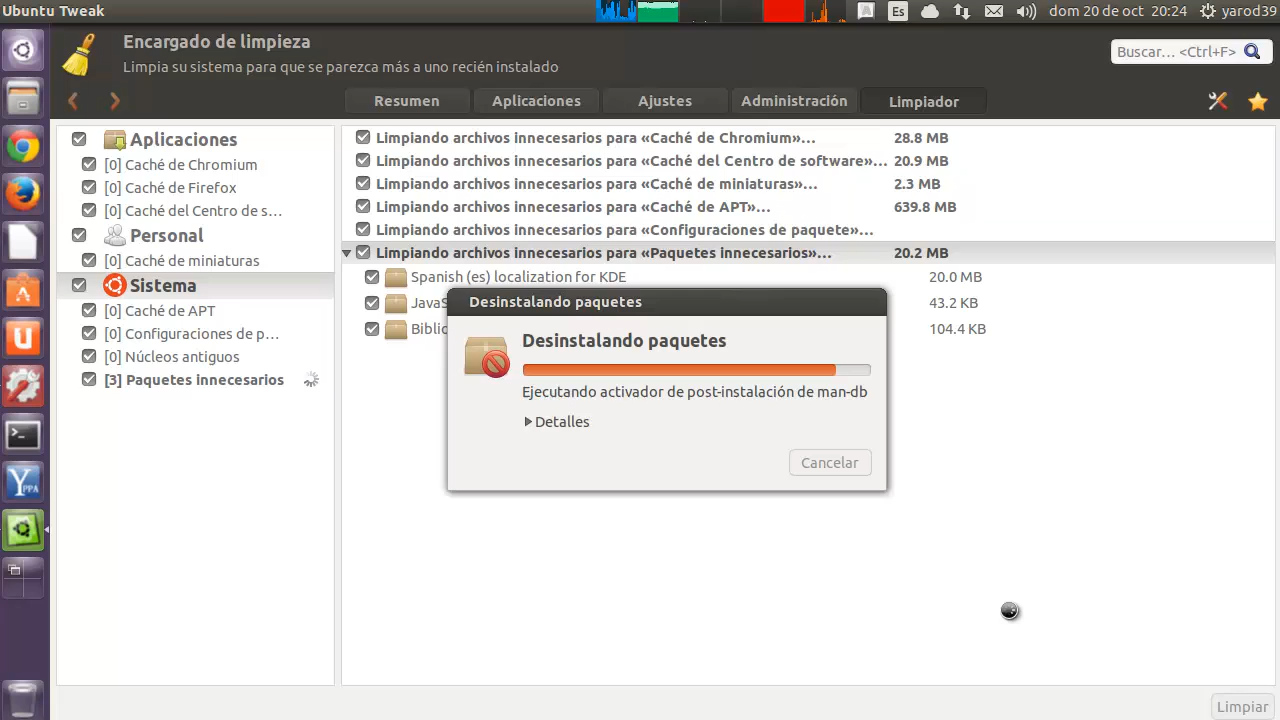 Ubuntu Tweak
Es
dom 20 de oct 20:24
yarod39
Encargado de limpieza
Limpia su sistema para que se parezca más a uno recién instalado
Buscar... <Ctrl+F>
Resumen
Aplicaciones
Ajustes
Administración
Limpiador
Aplicaciones
[0] Caché de Chromium
[0] Caché de Firefox
[0] Caché del Centro de s...
Personal
[0] Caché de miniaturas
Sistema
[0] Caché de APT
[0] Configuraciones de p...
[0] Núcleos antiguos
[3] Paquetes innecesarios
Limpiando archivos innecesarios para «Caché de Chromium»... 28.8 MB
Limpiando archivos innecesarios para «Caché del Centro de software»... 20.9 MB
Limpiando archivos innecesarios para «Caché de miniaturas»... 2.3 MB
Limpiando archivos innecesarios para «Caché de APT»... 639.8 MB
Limpiando archivos innecesarios para «Configuraciones de paquete»...
Limpiando archivos innecesarios para «Paquetes innecesarios»... 20.2 MB
Spanish (es) localization for KDE 20.0 MB
JavaS 43.2 KB
Biblio 104.4 KB
Desinstalando paquetes
Desinstalando paquetes
Ejecutando activador de post-instalación de man-db
Detalles
Cancelar
Limpiar